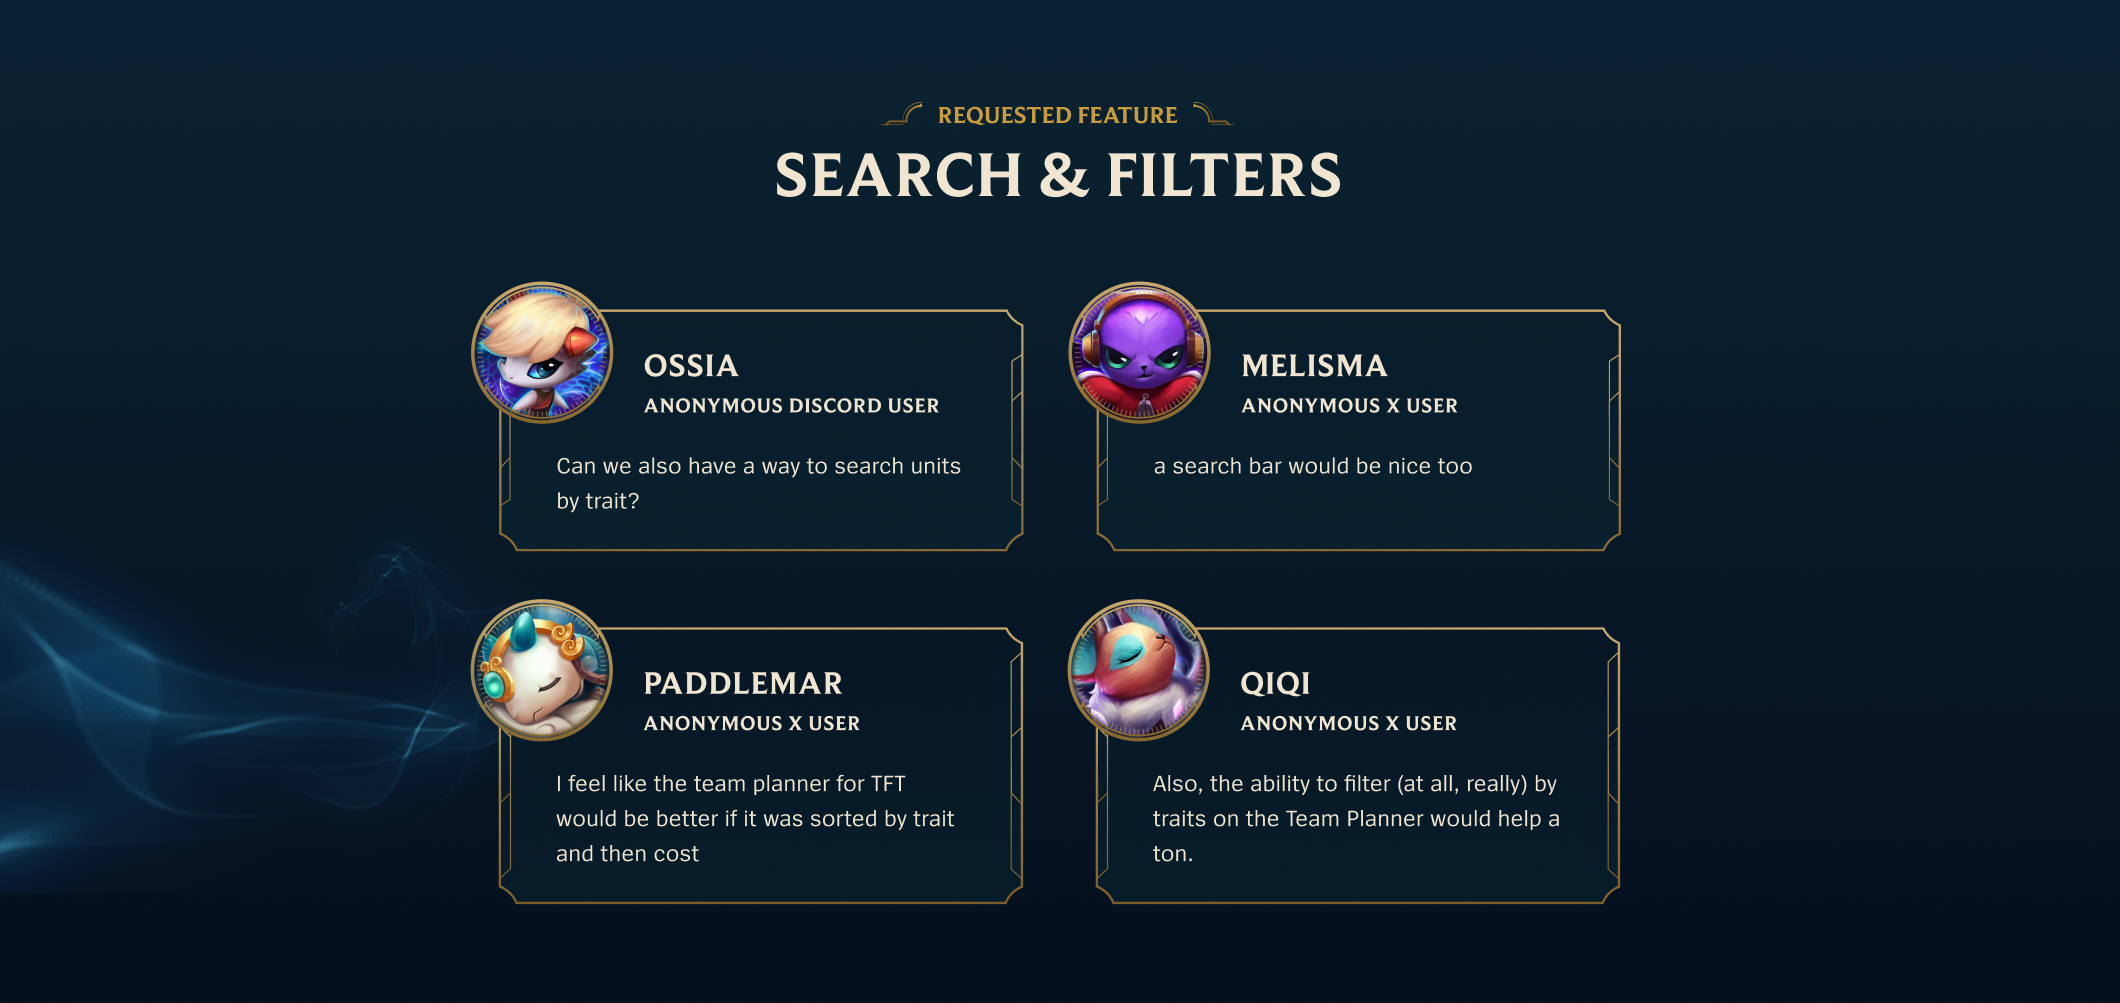 REQUESTED FEATURE
SEARCH & FILTERS
OSSIA
ANONYMOUS DISCORD USER
Can we also have a way to search units
by trait?
MELISMA
ANONYMOUS X USER
a search bar would be nice too
PADDLEMAR
ANONYMOUS X USER
I feel like the team planner for TFT
would be better if it was sorted by trait
and then cost
QIQI
ANONYMOUS X USER
Also, the ability to filter (at all, really) by
traits on the Team Planner would help a
ton.